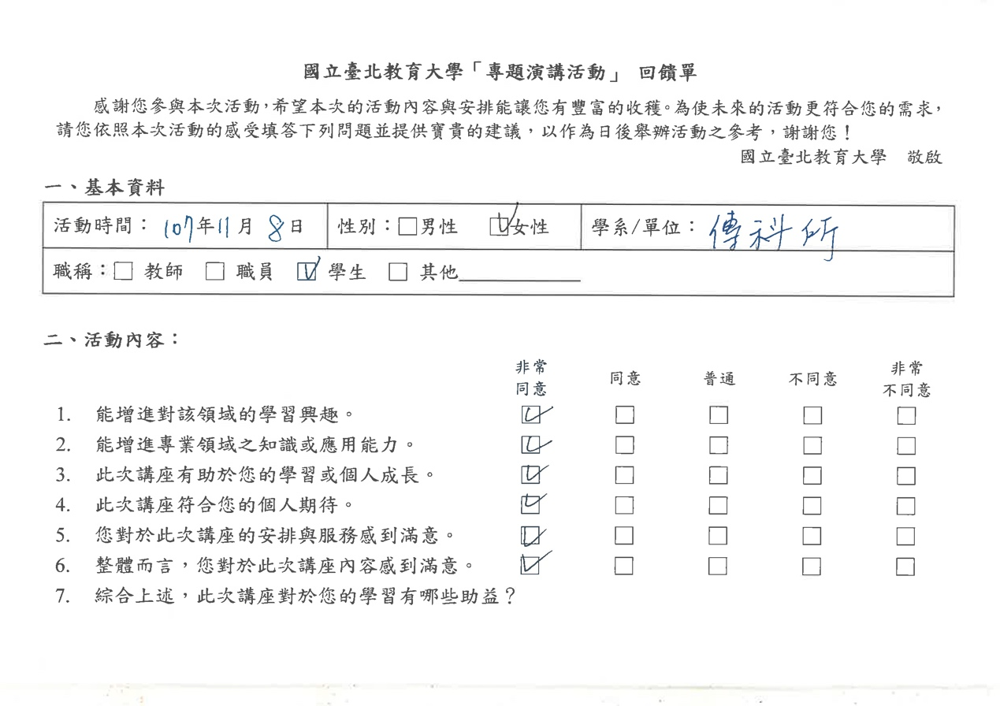 國立臺北教育大學「專題演講活動」 回饋單
感謝您參與本次活動，希望本次的活動內容與安排能讓您有豐富的收穫。為使未來的活動更符合您的需求，
請您依照本次活動的感受填答下列問題並提供寶貴的建議，以作為日後舉辦活動之參考，謝謝您！
國立臺北教育大學 敬啟
一、基本資料
活動時間：107年11月8日 性別：□男性 ☑女性 學系/單位：傳科所
職稱：□ 教師 □ 職員 ☑ 學生 □ 其他
二、活動內容：
非常同意 同意 普通 不同意 非常不同意
1. 能增進對該領域的學習興趣。 ☑ □ □ □ □
2. 能增進專業領域之知識或應用能力。 ☑ □ □ □ □
3. 此次講座有助於您的學習或個人成長。 ☑ □ □ □ □
4. 此次講座符合您的個人期待。 ☑ □ □ □ □
5. 您對於此次講座的安排與服務感到滿意。 ☑ □ □ □ □
6. 整體而言，您對於此次講座內容感到滿意。 ☑ □ □ □ □
7. 綜合上述，此次講座對於您的學習有哪些助益？